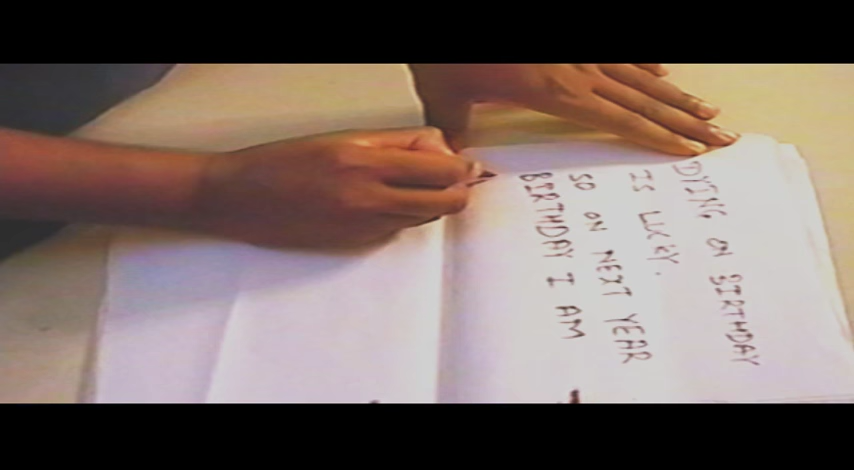 DYING ON BIRTHDAY
IS LUCKY.
SO ON NEXT YEAR
BIRTHDAY I AM